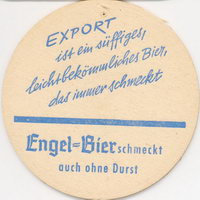 EXPORT
ist ein süffiges,
leichtbekömmliches Bier,
das immer schmeckt
Engel=Bier schmeckt
auch ohne Durst